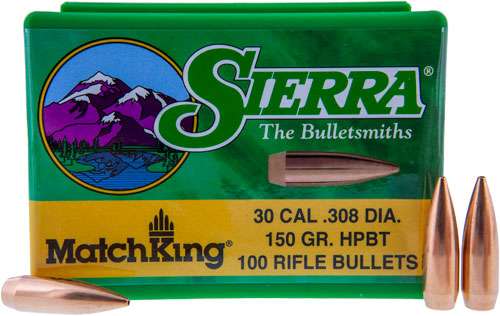 SIERRA®
The Bulletsmiths
MatchKing®
30 CAL .308 DIA.
150 GR. HPBT
100 RIFLE BULLETS